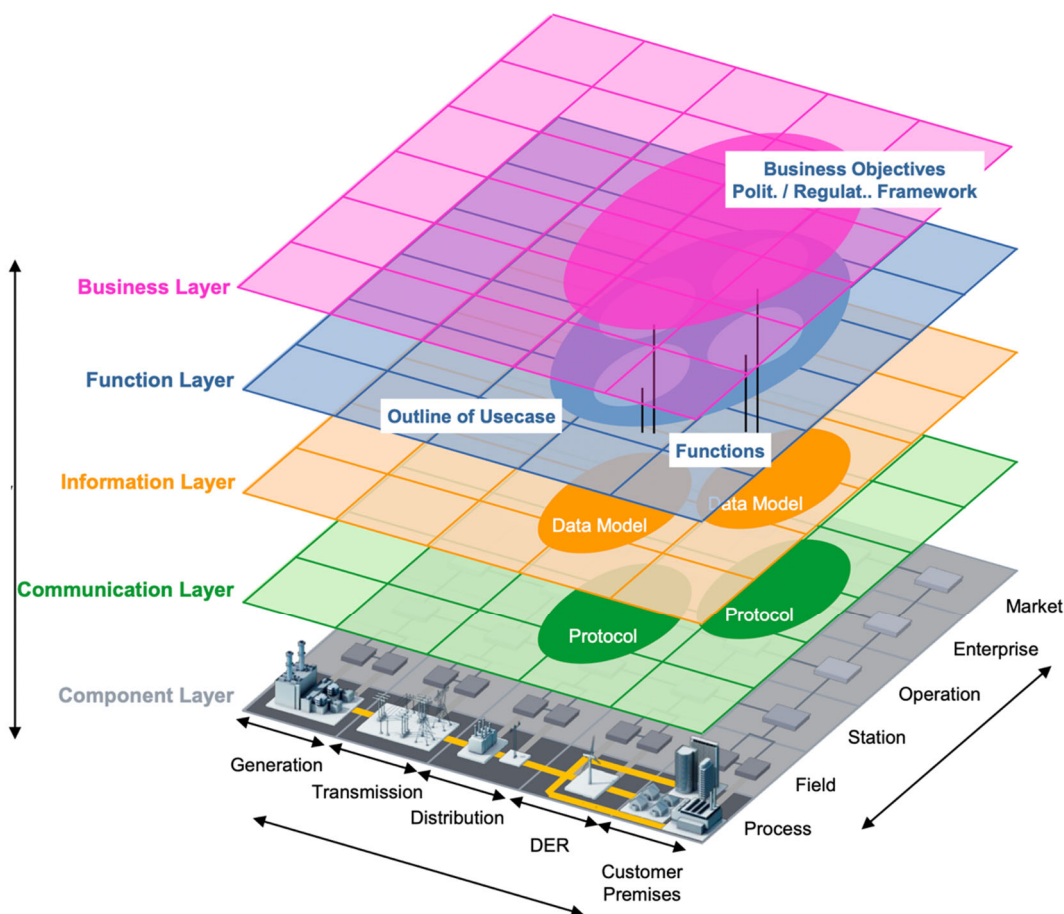 Business Objectives
Polit. / Regulat.. Framework
Business Layer
Function Layer
Outline of Usecase
Functions
Information Layer
Data Model
Data Model
Communication Layer
Protocol
Protocol
Component Layer
Market
Enterprise
Operation
Station
Field
Process
Generation
Transmission
Distribution
DER
Customer
Premises